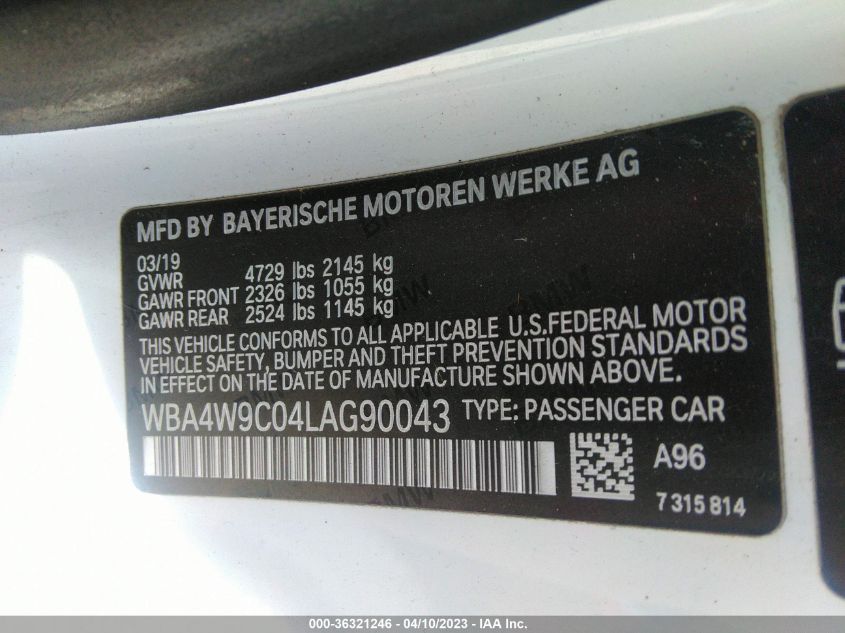 MFD BY BAYERISCHE MOTOREN WERKE AG
03/19
GVWR 4729 lbs 2145 kg
GAWR FRONT 2326 lbs 1055 kg
GAWR REAR 2524 lbs 1145 kg
THIS VEHICLE CONFORMS TO ALL APPLICABLE U.S.FEDERAL MOTOR
VEHICLE SAFETY, BUMPER AND THEFT PREVENTION STANDARDS
IN EFFECT ON THE DATE OF MANUFACTURE SHOWN ABOVE.
WBA4W9C04LAG90043 TYPE: PASSENGER CAR
A96
7315814
000-36321246 - 04/10/2023 - IAA Inc.